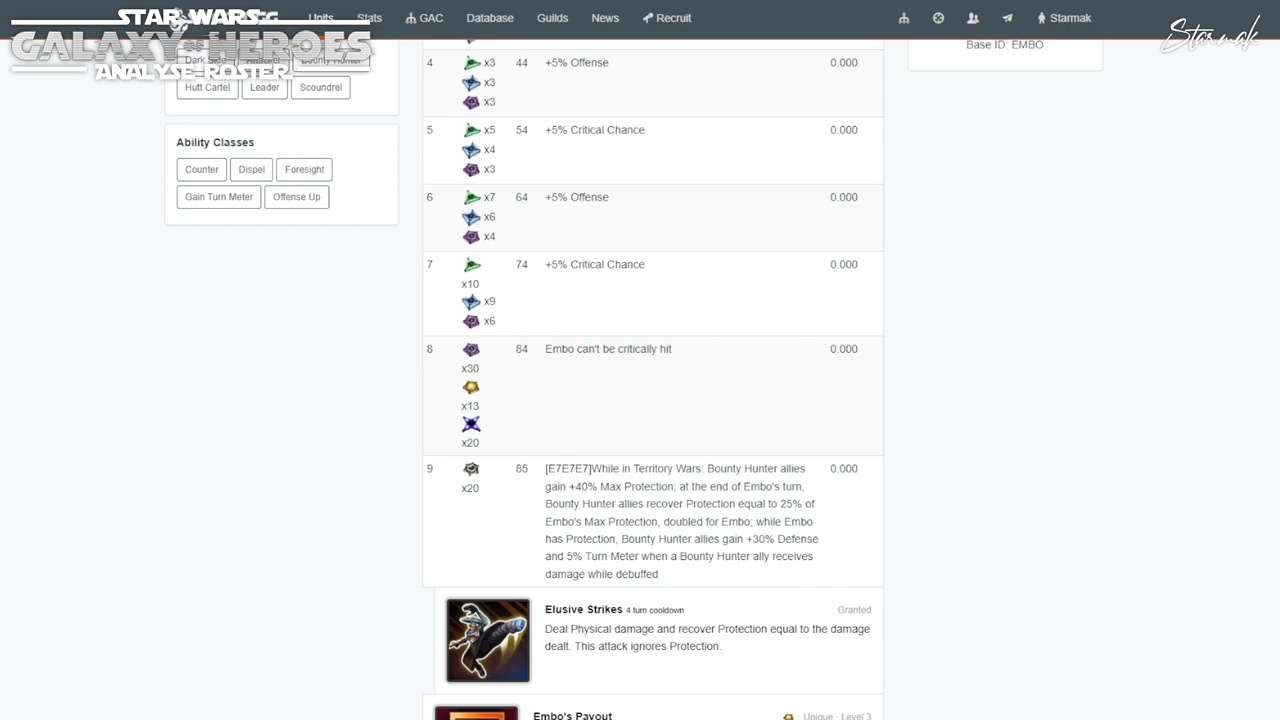 STAR WARS
GALAXY HEROES
ANALYSE ROSTER
Units Stats GAC Database Guilds News Recruit Starmak
Starmak
Base ID: EMBO
Dark Side Attacker Bounty Hunter
Hutt Cartel Leader Scoundrel
Ability Classes
Counter Dispel Foresight
Gain Turn Meter Offense Up
4 x3 44 +5% Offense 0.000
x3
x3
5 x5 54 +5% Critical Chance 0.000
x4
x3
6 x7 64 +5% Offense 0.000
x6
x4
7 74 +5% Critical Chance 0.000
x10
x9
x6
8 84 Embo can't be critically hit 0.000
x30
x13
x20
9 85 [E7E7E7]While in Territory Wars: Bounty Hunter allies 0.000
x20 gain +40% Max Protection; at the end of Embo's turn,
Bounty Hunter allies recover Protection equal to 25% of
Embo's Max Protection, doubled for Embo; while Embo
has Protection, Bounty Hunter allies gain +30% Defense
and 5% Turn Meter when a Bounty Hunter ally receives
damage while debuffed
Elusive Strikes 4 turn cooldown Granted
Deal Physical damage and recover Protection equal to the damage
dealt. This attack ignores Protection.
Embo's Payout Unique · Level 3